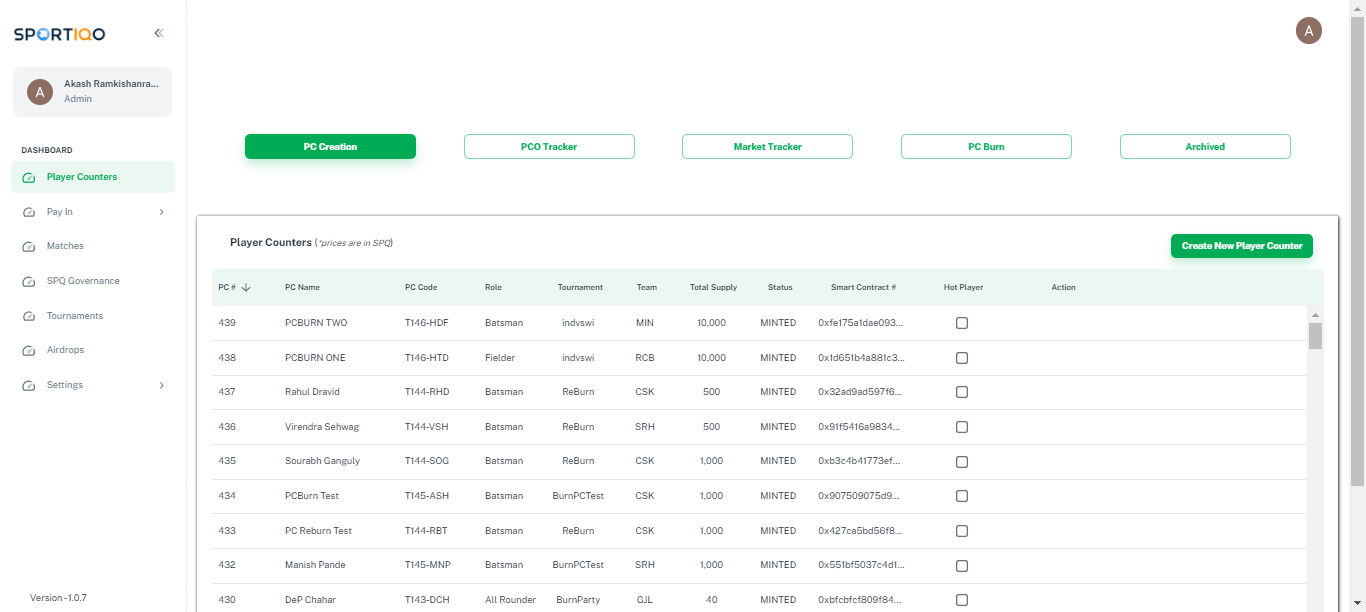 SPORTIQO
A
A
Akash Ramkishanra...
Admin
DASHBOARD
Player Counters
Pay In
Matches
SPQ Governance
Tournaments
Airdrops
Settings
Version -1.0.7
PC Creation PCO Tracker Market Tracker PC Burn Archived
Player Counters (*prices are in SPQ)
Create New Player Counter
PC # PC Name PC Code Role Tournament Team Total Supply Status Smart Contract # Hot Player Action
439 PCBURN TWO T146-HDF Batsman indvswi MIN 10,000 MINTED 0xfe175a1dae093...
438 PCBURN ONE T146-HTD Fielder indvswi RCB 10,000 MINTED 0x1d651b4a881c3...
437 Rahul Dravid T144-RHD Batsman ReBurn CSK 500 MINTED 0x32ad9ad597f6...
436 Virendra Sehwag T144-VSH Batsman ReBurn SRH 500 MINTED 0x91f5416a9834...
435 Sourabh Ganguly T144-SOG Batsman ReBurn CSK 1,000 MINTED 0xb3c4b41773ef...
434 PCBurn Test T145-ASH Batsman BurnPCTest CSK 1,000 MINTED 0x907509075d9...
433 PC Reburn Test T144-RBT Batsman ReBurn CSK 1,000 MINTED 0x427ca5bd56f8...
432 Manish Pande T145-MNP Batsman BurnPCTest SRH 1,000 MINTED 0x551bf5037c4d1...
430 DeP Chahar T143-DCH All Rounder BurnParty GJL 40 MINTED 0xbfcbfcf809f84...